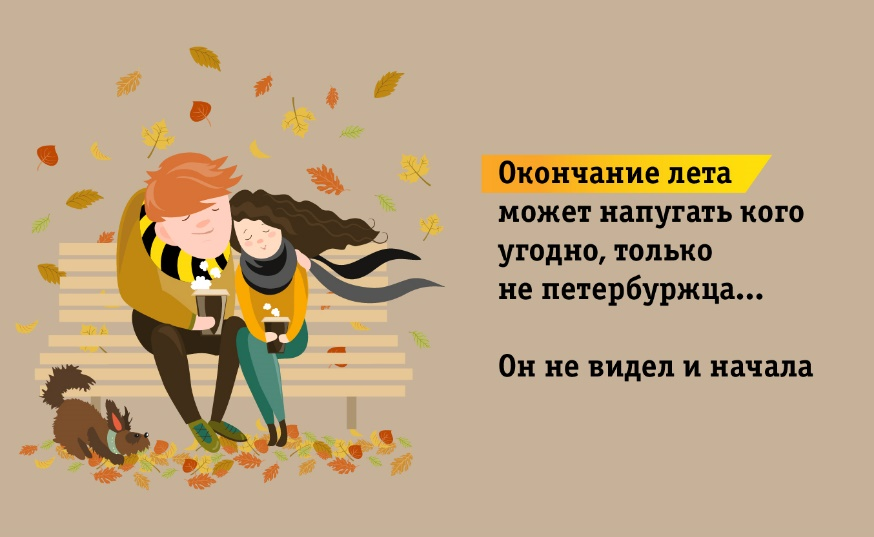 Окончание лета
может напугать кого
угодно, только
не петербуржца...
Он не видел и начала